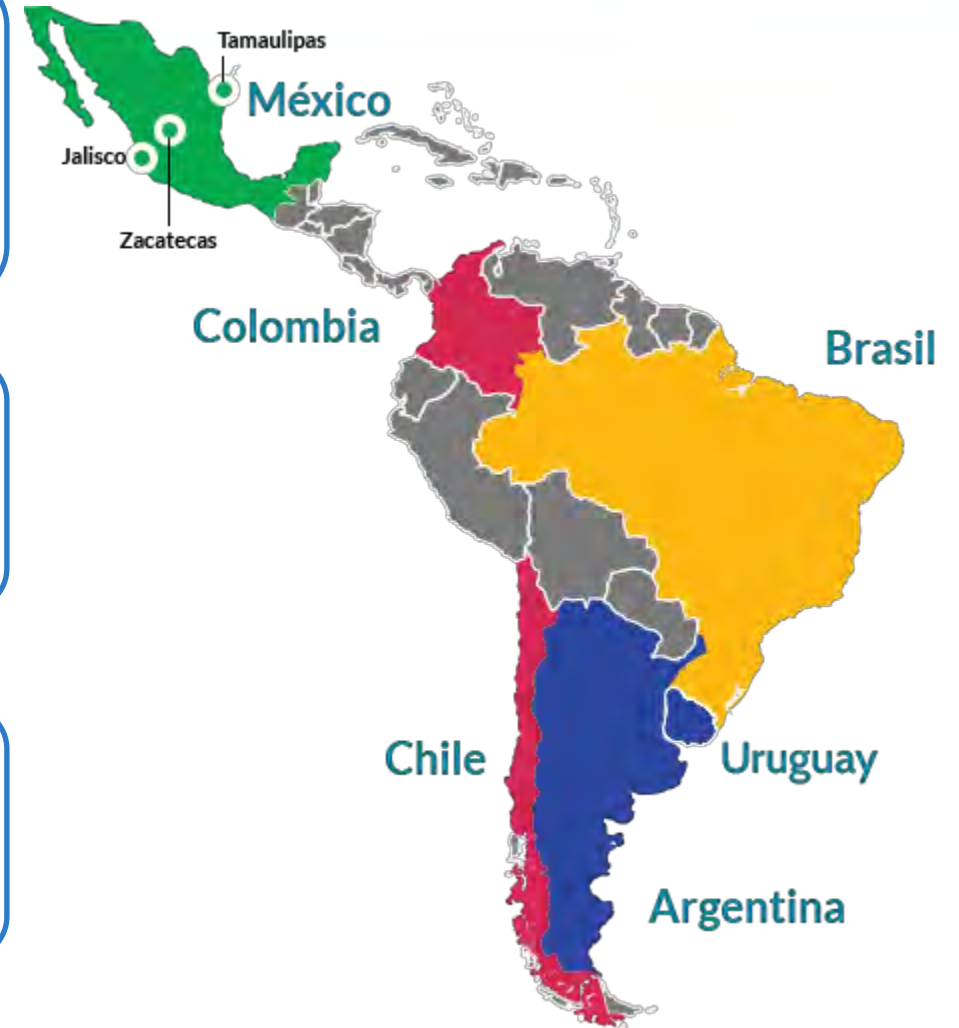 Tamaulipas
México
Jalisco
Zacatecas
Colombia
Brasil
Chile
Uruguay
Argentina